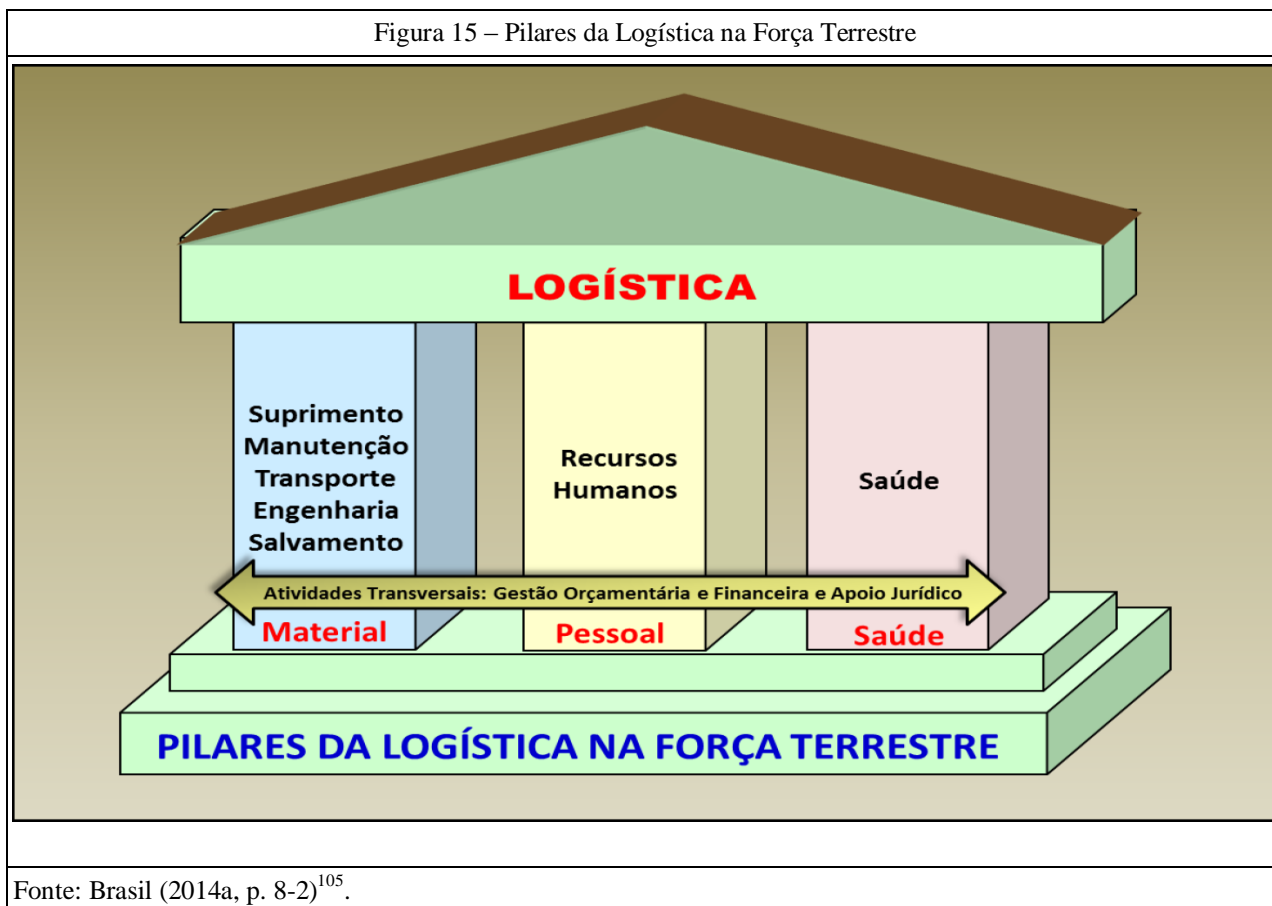 Figura 15 – Pilares da Logística na Força Terrestre
LOGÍSTICA
Suprimento
Manutenção
Transporte
Engenharia
Salvamento
Recursos
Humanos
Saúde
Atividades Transversais: Gestão Orçamentária e Financeira e Apoio Jurídico
Material
Pessoal
Saúde
PILARES DA LOGÍSTICA NA FORÇA TERRESTRE
Fonte: Brasil (2014a, p. 8-2)105.